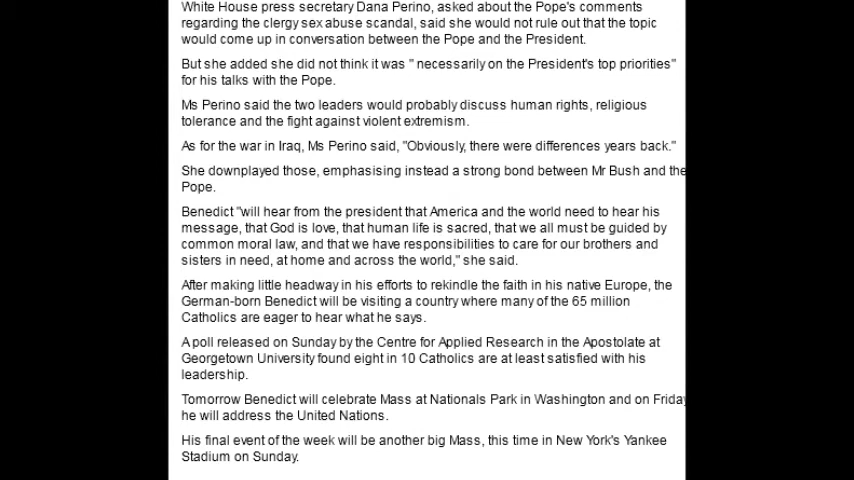 White House press secretary Dana Perino, asked about the Pope's comments
regarding the clergy sex abuse scandal, said she would not rule out that the topic
would come up in conversation between the Pope and the President.
But she added she did not think it was " necessarily on the President's top priorities"
for his talks with the Pope.
Ms Perino said the two leaders would probably discuss human rights, religious
tolerance and the fight against violent extremism.
As for the war in Iraq, Ms Perino said, "Obviously, there were differences years back."
She downplayed those, emphasising instead a strong bond between Mr Bush and the
Pope.
Benedict "will hear from the president that America and the world need to hear his
message, that God is love, that human life is sacred, that we all must be guided by
common moral law, and that we have responsibilities to care for our brothers and
sisters in need, at home and across the world," she said.
After making little headway in his efforts to rekindle the faith in his native Europe, the
German-born Benedict will be visiting a country where many of the 65 million
Catholics are eager to hear what he says.
A poll released on Sunday by the Centre for Applied Research in the Apostolate at
Georgetown University found eight in 10 Catholics are at least satisfied with his
leadership.
Tomorrow Benedict will celebrate Mass at Nationals Park in Washington and on Friday
he will address the United Nations.
His final event of the week will be another big Mass, this time in New York's Yankee
Stadium on Sunday.